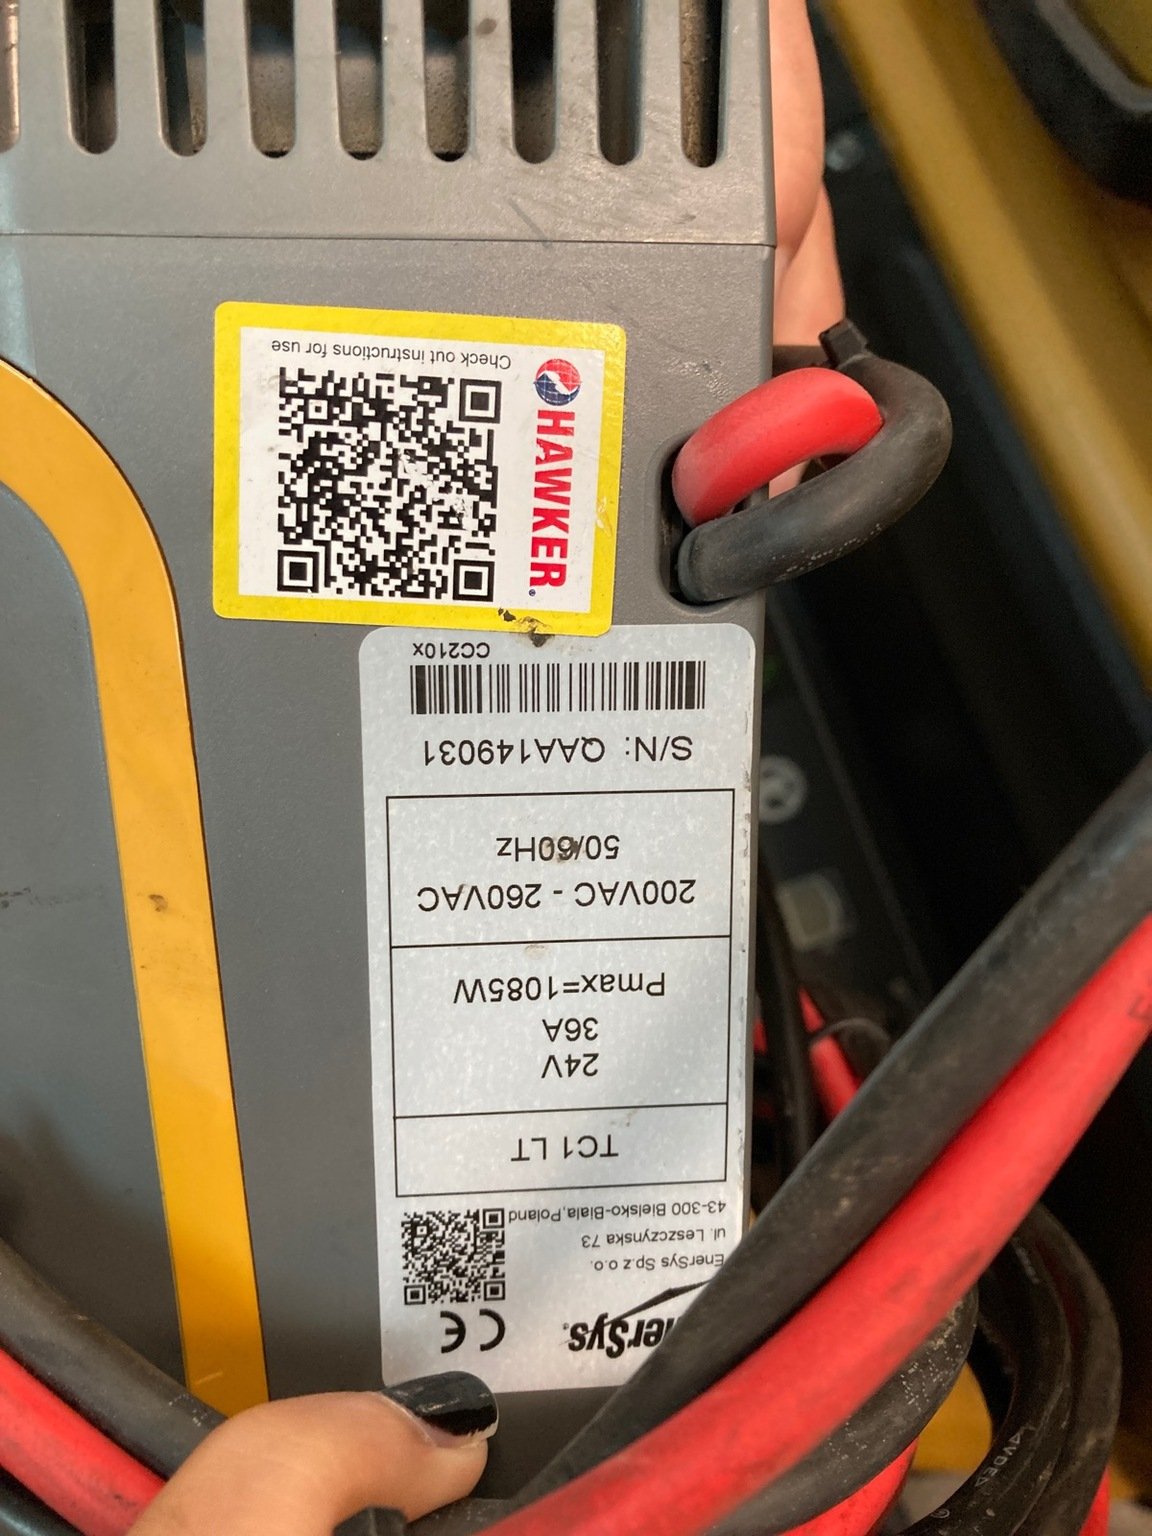 EnerSys.
CE
EnerSys Sp.z o.o.
ul. Leszczynska 73
43-300 Bielsko-Biala,Poland
TC1 LT
24V
36A
Pmax=1085W
200VAC - 260VAC
50/60Hz
S/N: QAA149031
CC210x
HAWKER
Check out instructions for use